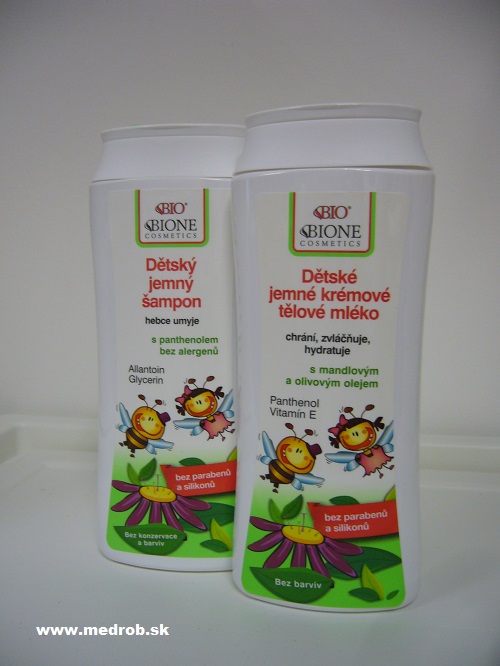 BIO®
BIONE
COSMETICS
Dětský
jemný
šampon
hebce umyje
s panthenolem
bez alergenů
Allantoin
Glycerin
bez parabenů
a silikonů
Bez konzervace
a barviv
BIO®
BIONE
COSMETICS
Dětské
jemné krémové
tělové mléko
chrání, zvláčňuje,
hydratuje
s mandlovým
a olivovým olejem
Panthenol
Vitamín E
bez parabenů
a silikonů
Bez barviv
www.medrob.sk